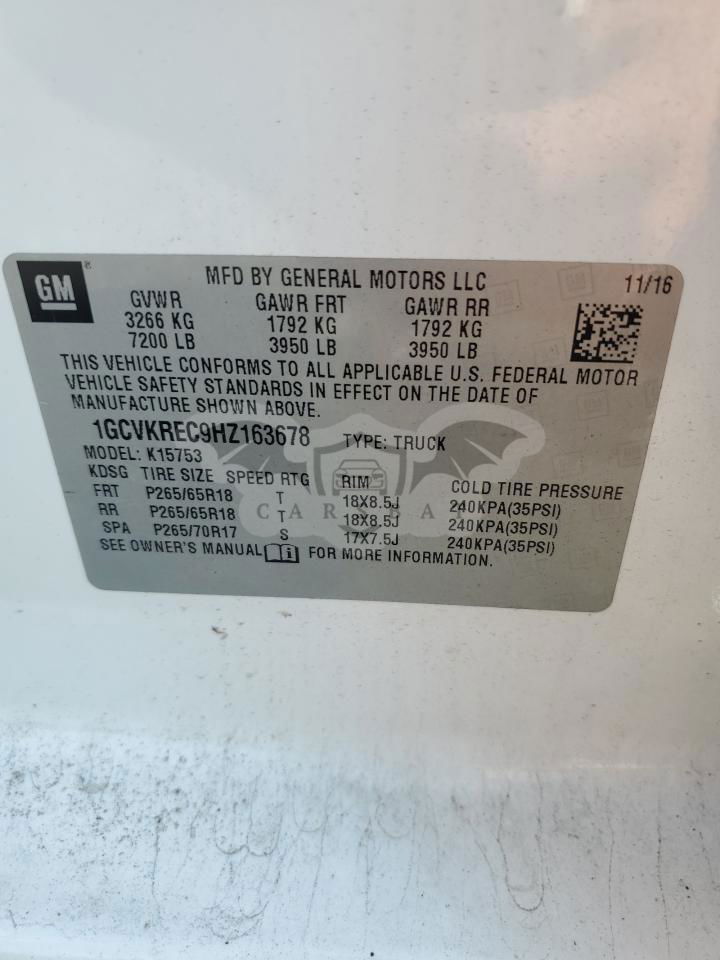 GM ® MFD BY GENERAL MOTORS LLC 11/16
GVWR GAWR FRT GAWR RR
3266 KG 1792 KG 1792 KG
7200 LB 3950 LB 3950 LB
THIS VEHICLE CONFORMS TO ALL APPLICABLE U.S. FEDERAL MOTOR
VEHICLE SAFETY STANDARDS IN EFFECT ON THE DATE OF
MANUFACTURE SHOWN ABOVE.
1GCVKREC9HZ163678 TYPE: TRUCK
MODEL: K15753
KDSG TIRE SIZE SPEED RTG RIM COLD TIRE PRESSURE
FRT P265/65R18 T 18X8.5J 240KPA(35PSI)
RR P265/65R18 T 18X8.5J 240KPA(35PSI)
SPA P265/70R17 S 17X7.5J 240KPA(35PSI)
SEE OWNER'S MANUAL FOR MORE INFORMATION.